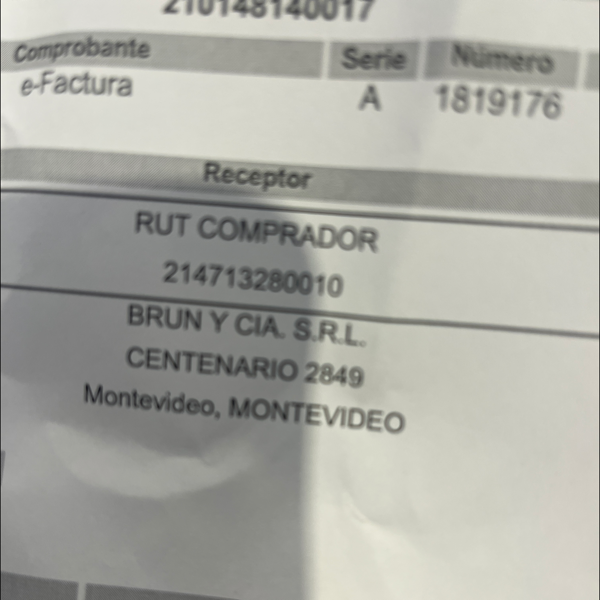 210148140017
Comprobante Serie Número
e-Factura A 1819176
Receptor
RUT COMPRADOR
214713280010
BRUN Y CIA. S.R.L.
CENTENARIO 2849
Montevideo, MONTEVIDEO